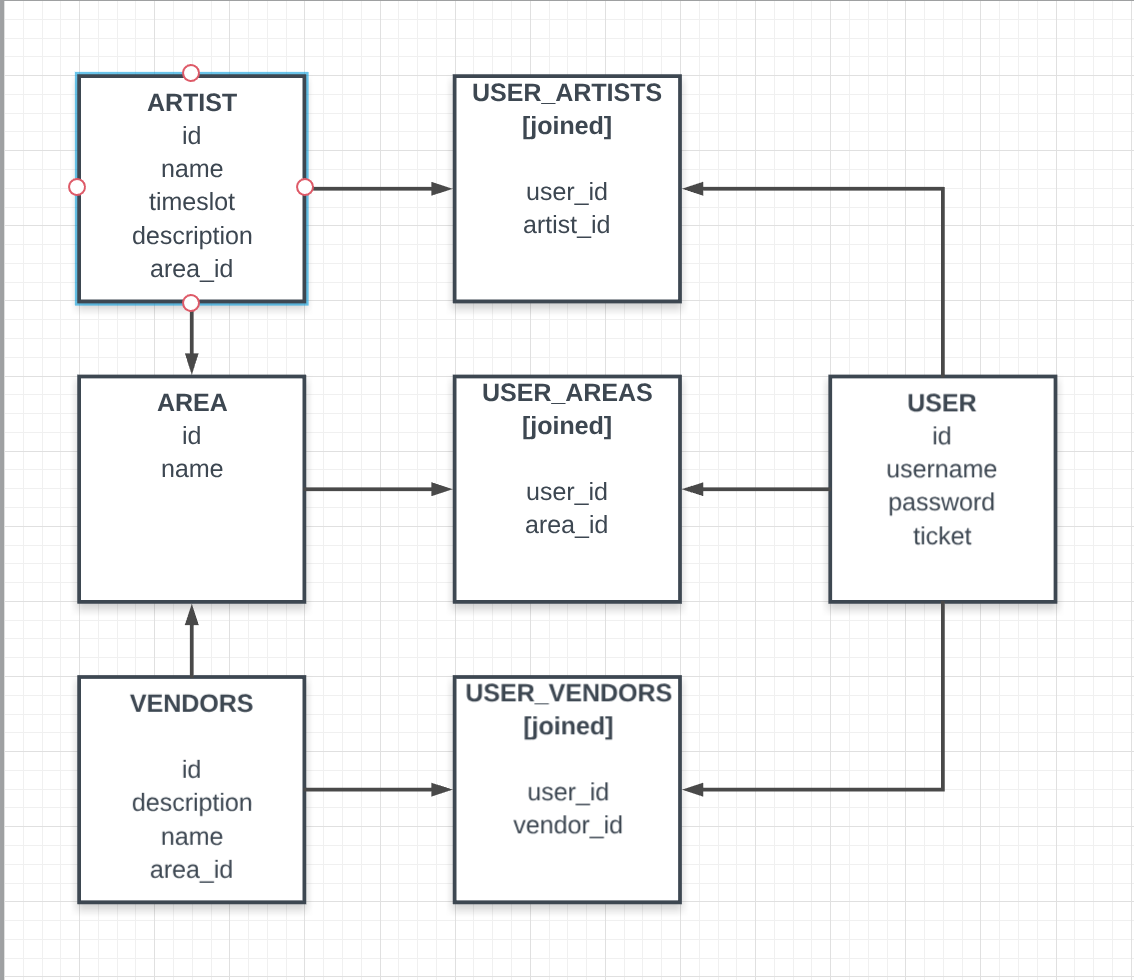 ARTIST
id
name
timeslot
description
area_id
USER_ARTISTS
[joined]
user_id
artist_id
AREA
id
name
USER_AREAS
[joined]
user_id
area_id
USER
id
username
password
ticket
VENDORS
id
description
name
area_id
USER_VENDORS
[joined]
user_id
vendor_id